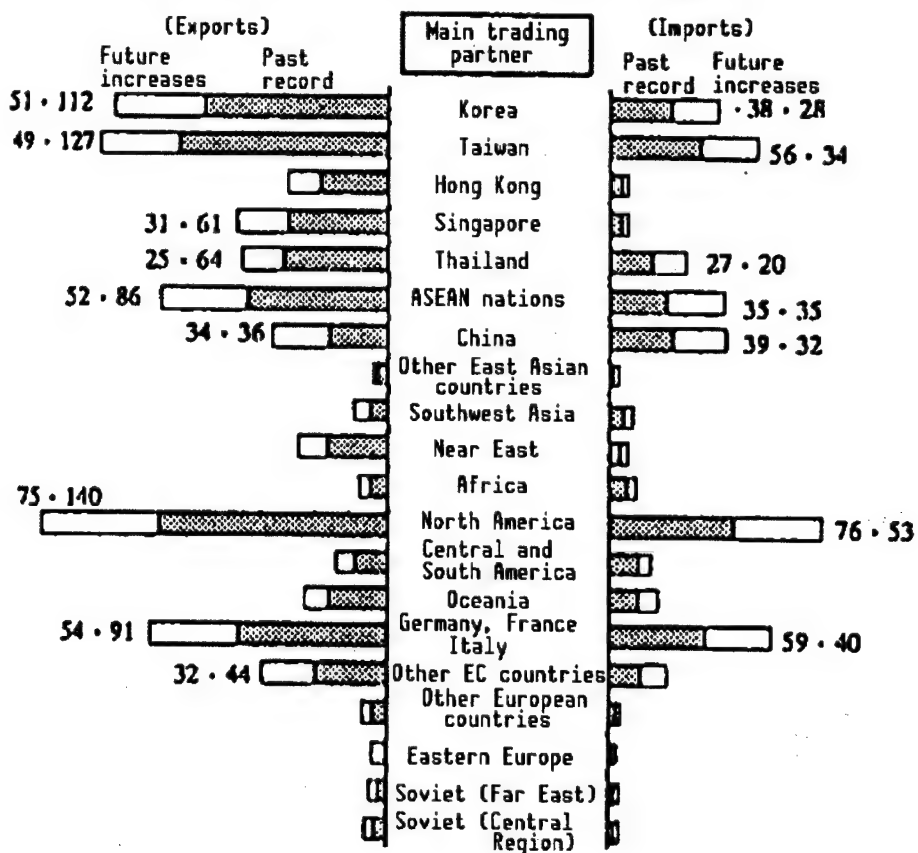 (Exports)
Main trading
partner
(Imports)
Future
increases
Past
record
Past
record
Future
increases
51 · 112
Korea
· 38 · 28
49 · 127
Taiwan
56 · 34
Hong Kong
31 · 61
Singapore
25 · 64
Thailand
27 · 20
52 · 86
ASEAN nations
35 · 35
34 · 36
China
39 · 32
Other East Asian
countries
Southwest Asia
Near East
Africa
75 · 140
North America
76 · 53
Central and
South America
Oceania
54 · 91
Germany, France
Italy
59 · 40
32 · 44
Other EC countries
Other European
countries
Eastern Europe
Soviet (Far East)
Soviet (Central
Region)